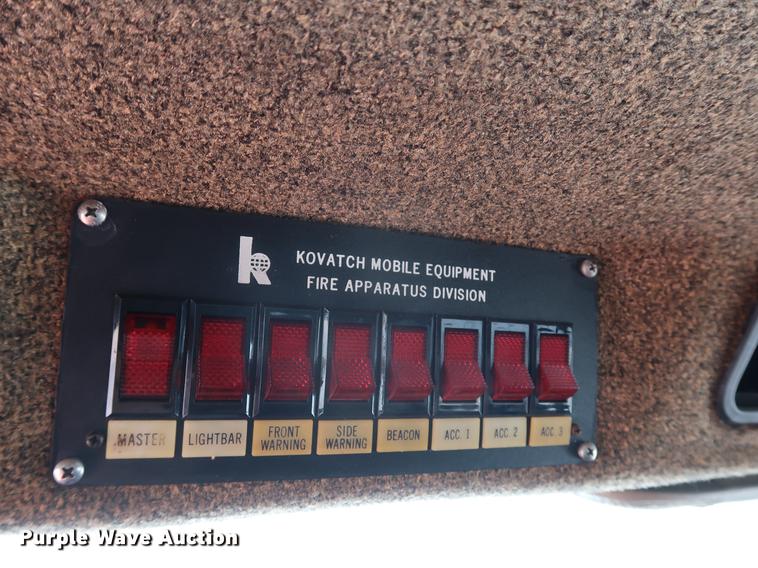 k
KOVATCH MOBILE EQUIPMENT
FIRE APPARATUS DIVISION
MASTER
LIGHTBAR
FRONT
WARNING
SIDE
WARNING
BEACON
ACC. 1
ACC. 2
ACC. 3
Purple Wave Auction